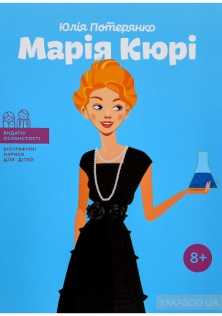 Юлія Потерянко
Марія Кюрі
ВИДАТНІ
ОСОБИСТОСТІ
БІОГРАФІЧНІ
НАРИСИ
ДЛЯ ДІТЕЙ
8+
YAKABOO.UA